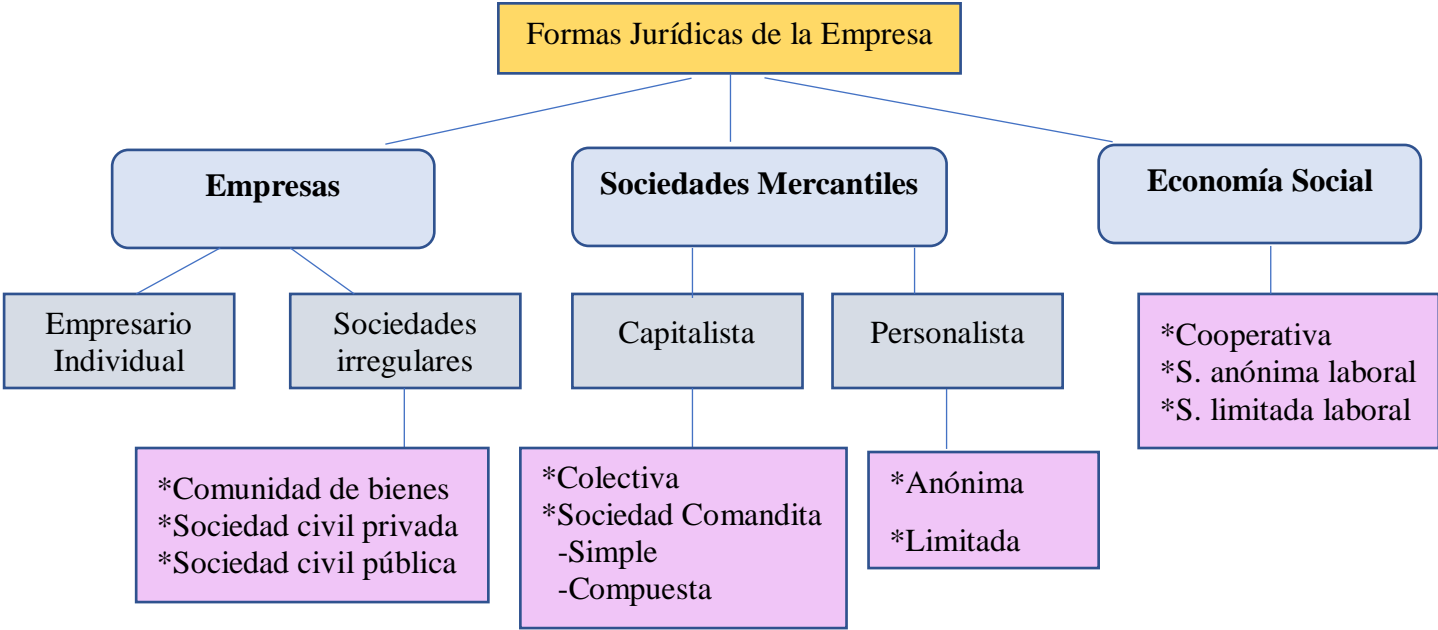 Formas Jurídicas de la Empresa
Empresas
Sociedades Mercantiles
Economía Social
Empresario
Individual
Sociedades
irregulares
Capitalista
Personalista
*Cooperativa
*S. anónima laboral
*S. limitada laboral
*Comunidad de bienes
*Sociedad civil privada
*Sociedad civil pública
*Colectiva
*Sociedad Comandita
-Simple
-Compuesta
*Anónima
*Limitada